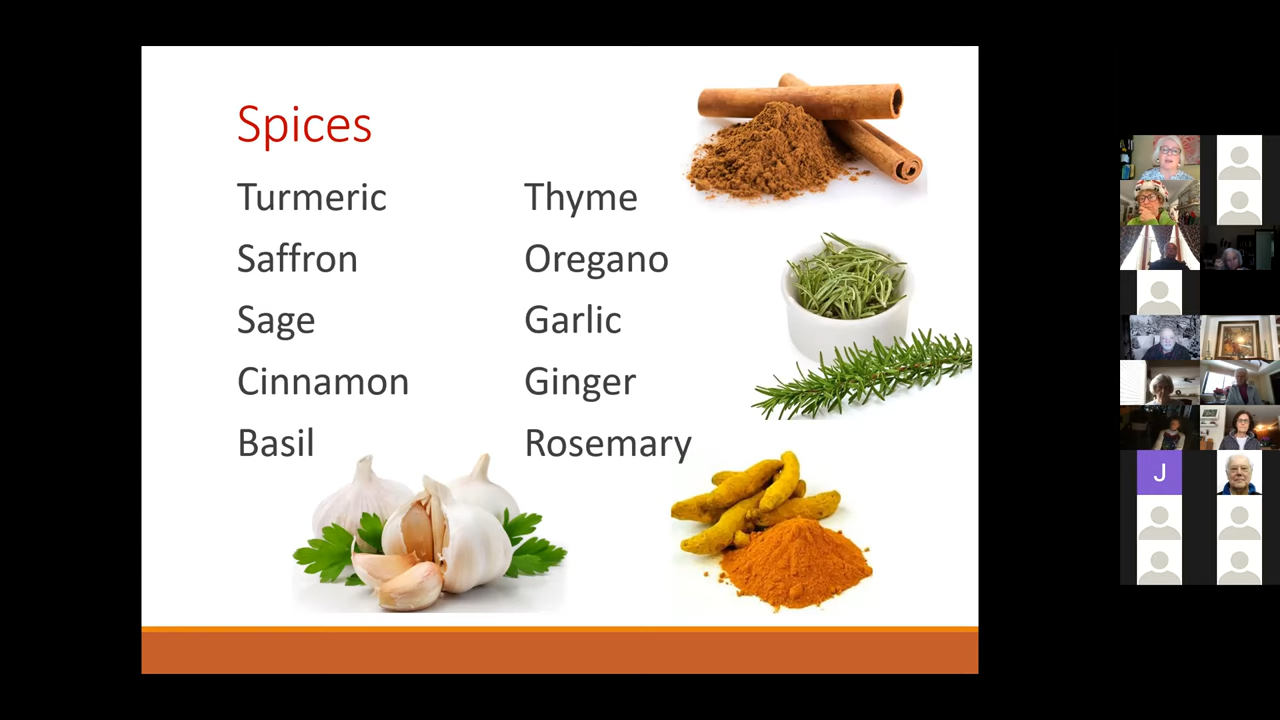 Spices
Turmeric
Saffron
Sage
Cinnamon
Basil
Thyme
Oregano
Garlic
Ginger
Rosemary
J